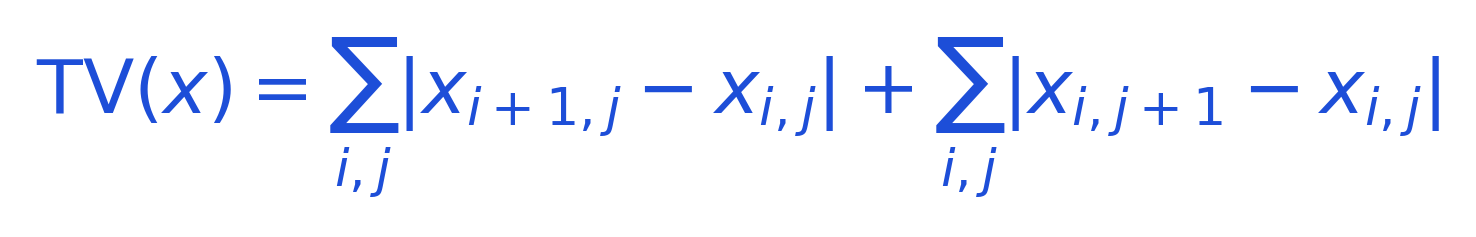 TV(x) = ∑_{i,j} |x_{i+1,j} − x_{i,j}| + ∑_{i,j} |x_{i,j+1} − x_{i,j}|